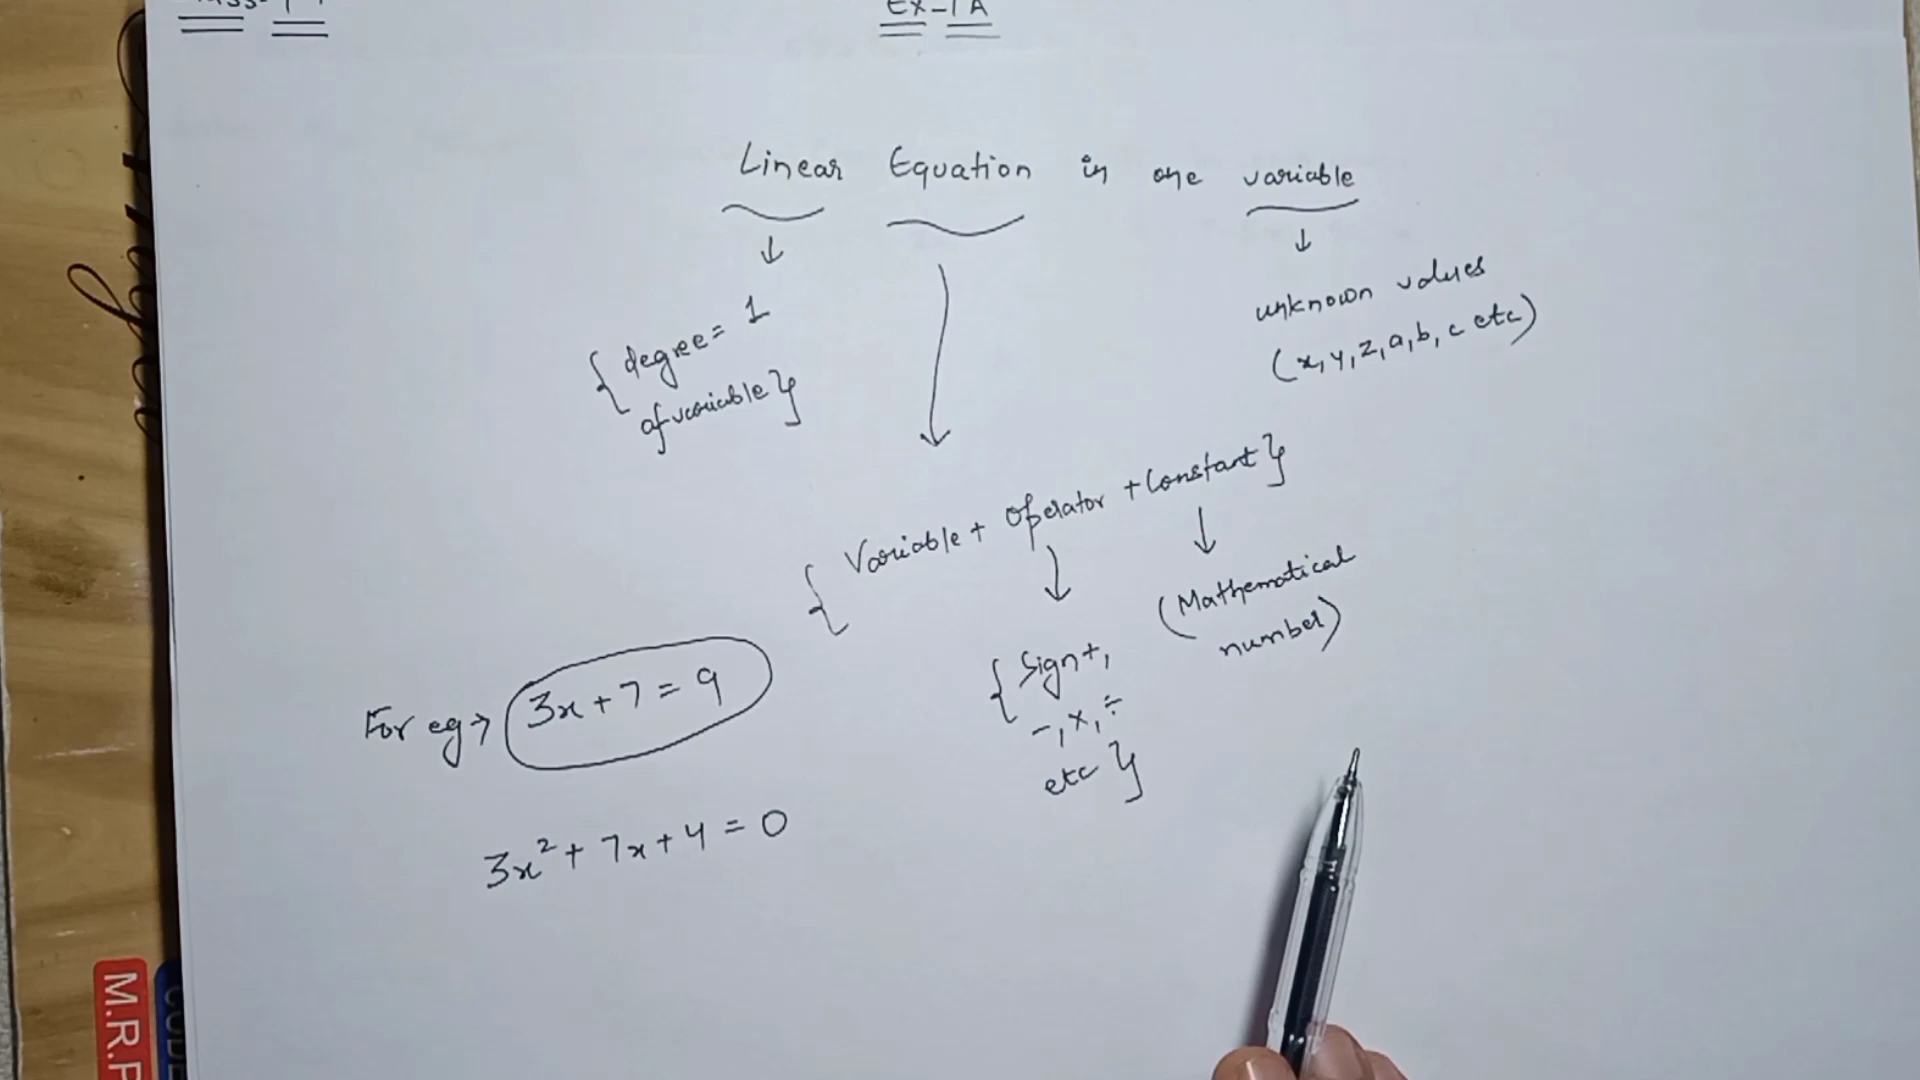 Ex-1A
Linear Equation in one variable
{ degree = 1
of variable }
unknown values
(x, y, z, a, b, c etc)
{ Variable + operator + Constant }
(Mathematical
number)
{ Sign +,
-, x, ÷
etc }
For eg → 3x + 7 = 9
3x² + 7x + 4 = 0
M.R.P